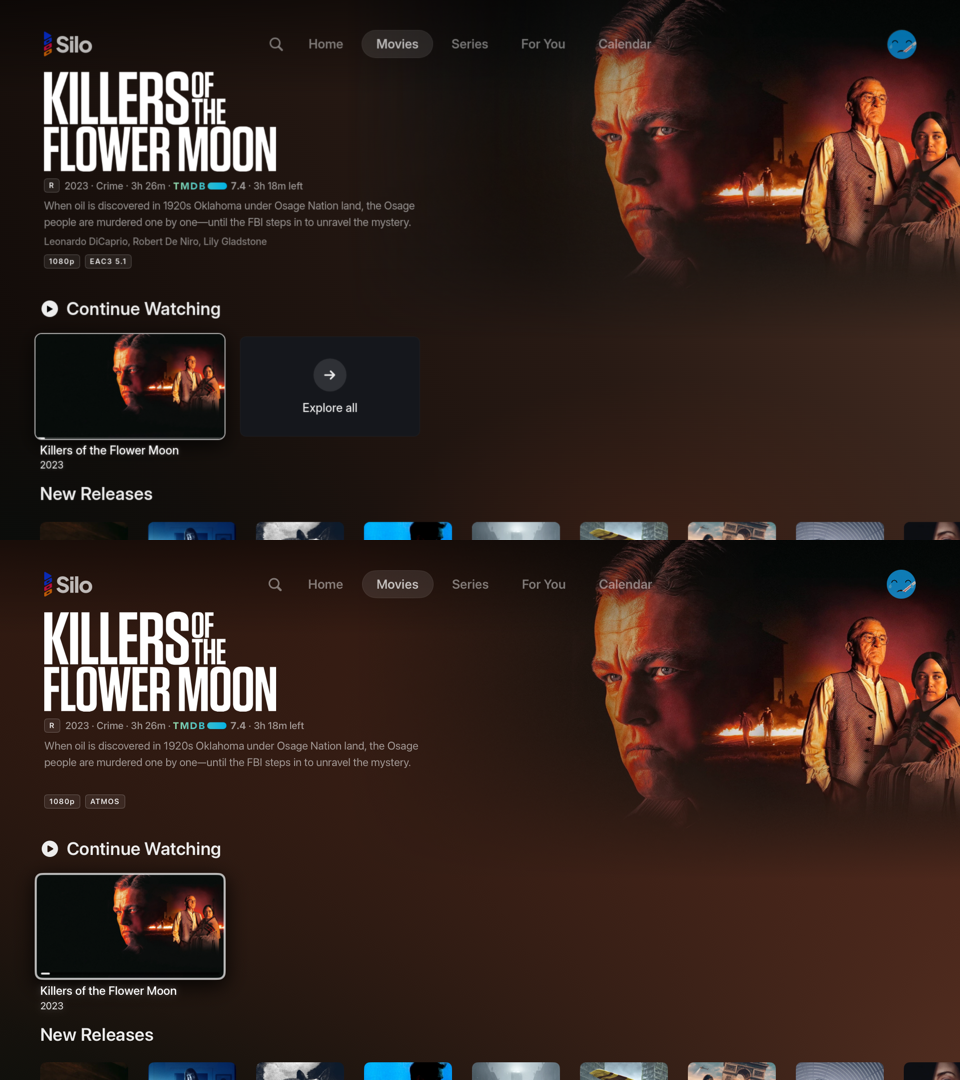 Silo
Home
Movies
Series
For You
Calendar
KILLERS OF THE
FLOWER MOON
R 2023 · Crime · 3h 26m · TMDB 7.4 · 3h 18m left
When oil is discovered in 1920s Oklahoma under Osage Nation land, the Osage
people are murdered one by one—until the FBI steps in to unravel the mystery.
Leonardo DiCaprio, Robert De Niro, Lily Gladstone
1080p EAC3 5.1
Continue Watching
Explore all
Killers of the Flower Moon
2023
New Releases
Silo
Home
Movies
Series
For You
Calendar
KILLERS OF THE
FLOWER MOON
R 2023 · Crime · 3h 26m · TMDB 7.4 · 3h 18m left
When oil is discovered in 1920s Oklahoma under Osage Nation land, the Osage
people are murdered one by one—until the FBI steps in to unravel the mystery.
1080p ATMOS
Continue Watching
Killers of the Flower Moon
2023
New Releases